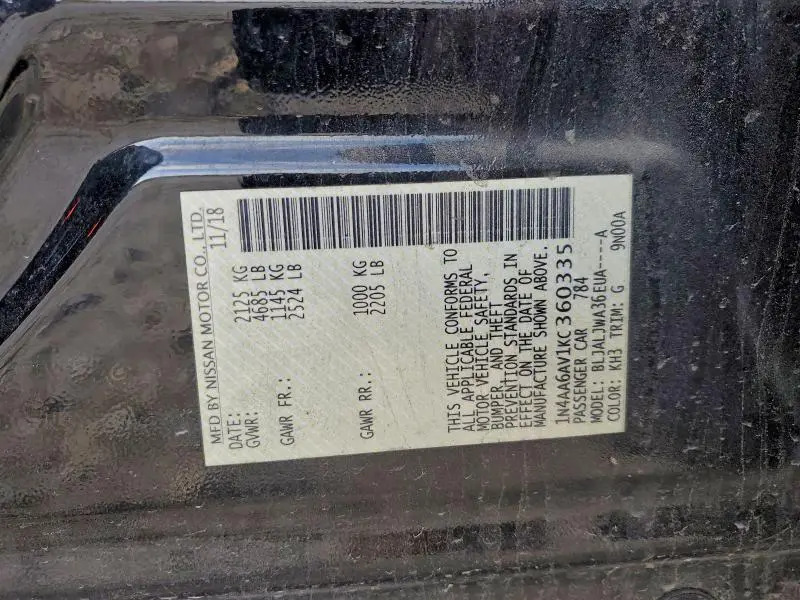 MFD BY NISSAN MOTOR CO., LTD.
DATE: 11/18
GVWR: 2125 KG
4685 LB
GAWR FR.: 1145 KG
2524 LB
GAWR RR.: 1000 KG
2205 LB
THIS VEHICLE CONFORMS TO
ALL APPLICABLE FEDERAL
MOTOR VEHICLE SAFETY,
BUMPER, AND THEFT
PREVENTION STANDARDS IN
EFFECT ON THE DATE OF
MANUFACTURE SHOWN ABOVE.
1N4AA6AV1KC360335
PASSENGER CAR 784
MODEL: BLJALJWA36EUA----A
COLOR: KH3 TRIM: G 9N00A